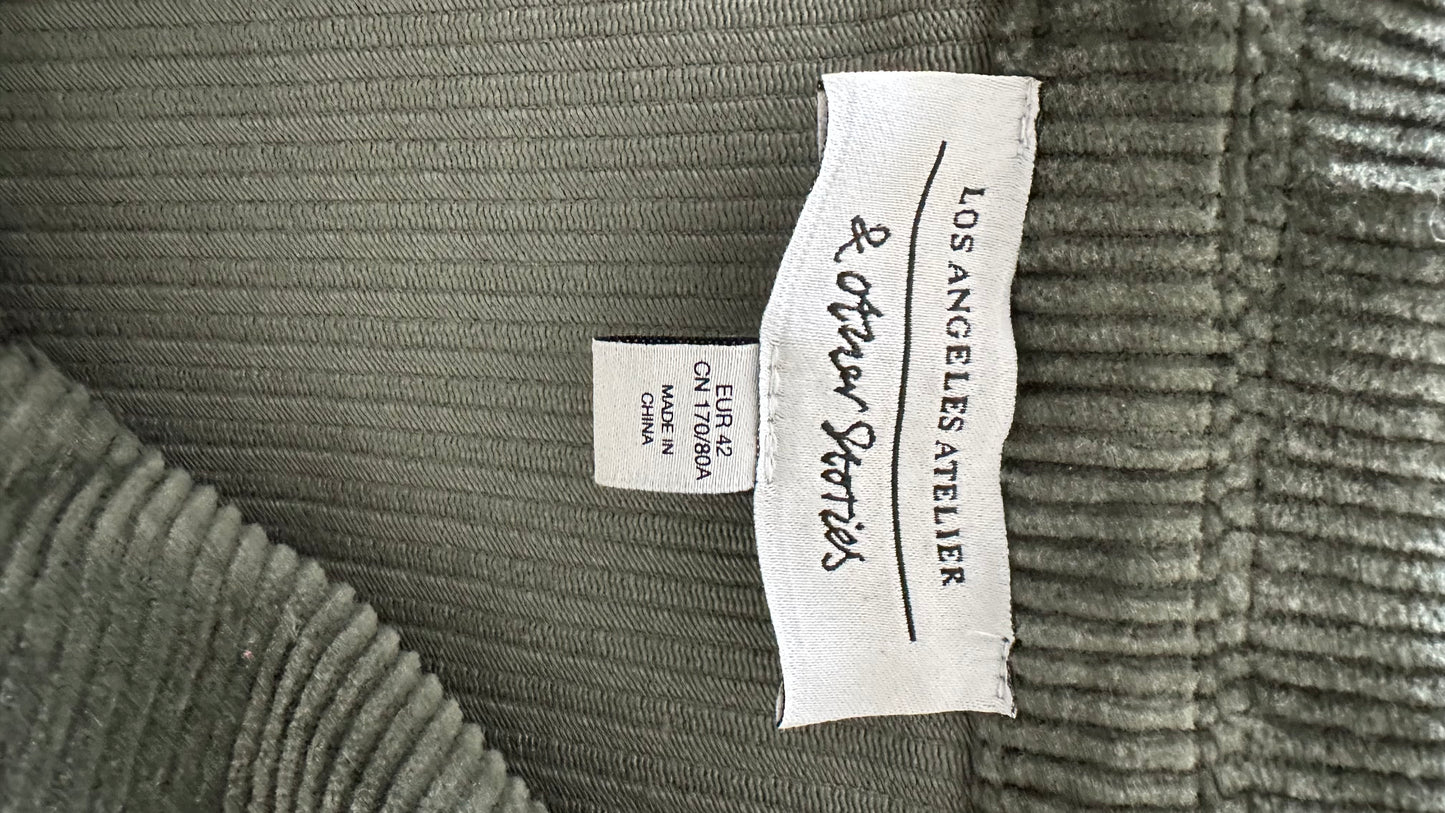 LOS ANGELES ATELIER
& other Stories
EUR 42
CN 170/80A
MADE IN
CHINA